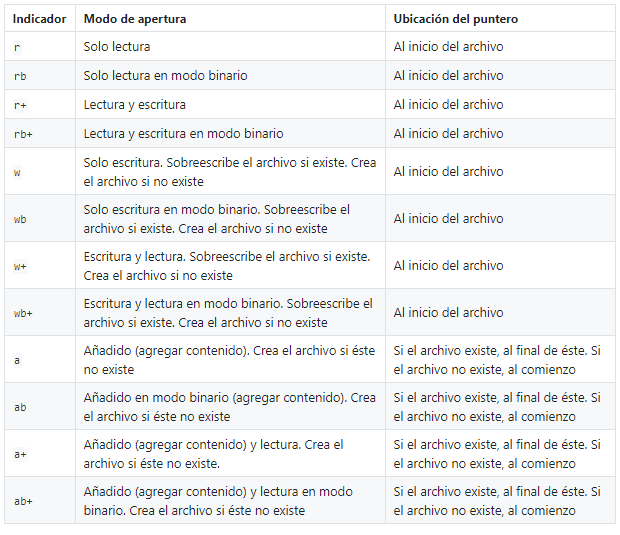 Indicador Modo de apertura Ubicación del puntero
r Solo lectura Al inicio del archivo
rb Solo lectura en modo binario Al inicio del archivo
r+ Lectura y escritura Al inicio del archivo
rb+ Lectura y escritura en modo binario Al inicio del archivo
w Solo escritura. Sobreescribe el archivo si existe. Crea
el archivo si no existe Al inicio del archivo
wb Solo escritura en modo binario. Sobreescribe el
archivo si existe. Crea el archivo si no existe Al inicio del archivo
w+ Escritura y lectura. Sobreescribe el archivo si existe.
Crea el archivo si no existe Al inicio del archivo
wb+ Escritura y lectura en modo binario. Sobreescribe el
archivo si existe. Crea el archivo si no existe Al inicio del archivo
a Añadido (agregar contenido). Crea el archivo si éste
no existe Si el archivo existe, al final de éste. Si
el archivo no existe, al comienzo
ab Añadido en modo binario (agregar contenido). Crea
el archivo si éste no existe Si el archivo existe, al final de éste. Si
el archivo no existe, al comienzo
a+ Añadido (agregar contenido) y lectura. Crea el
archivo si éste no existe. Si el archivo existe, al final de éste. Si
el archivo no existe, al comienzo
ab+ Añadido (agregar contenido) y lectura en modo
binario. Crea el archivo si éste no existe Si el archivo existe, al final de éste. Si
el archivo no existe, al comienzo